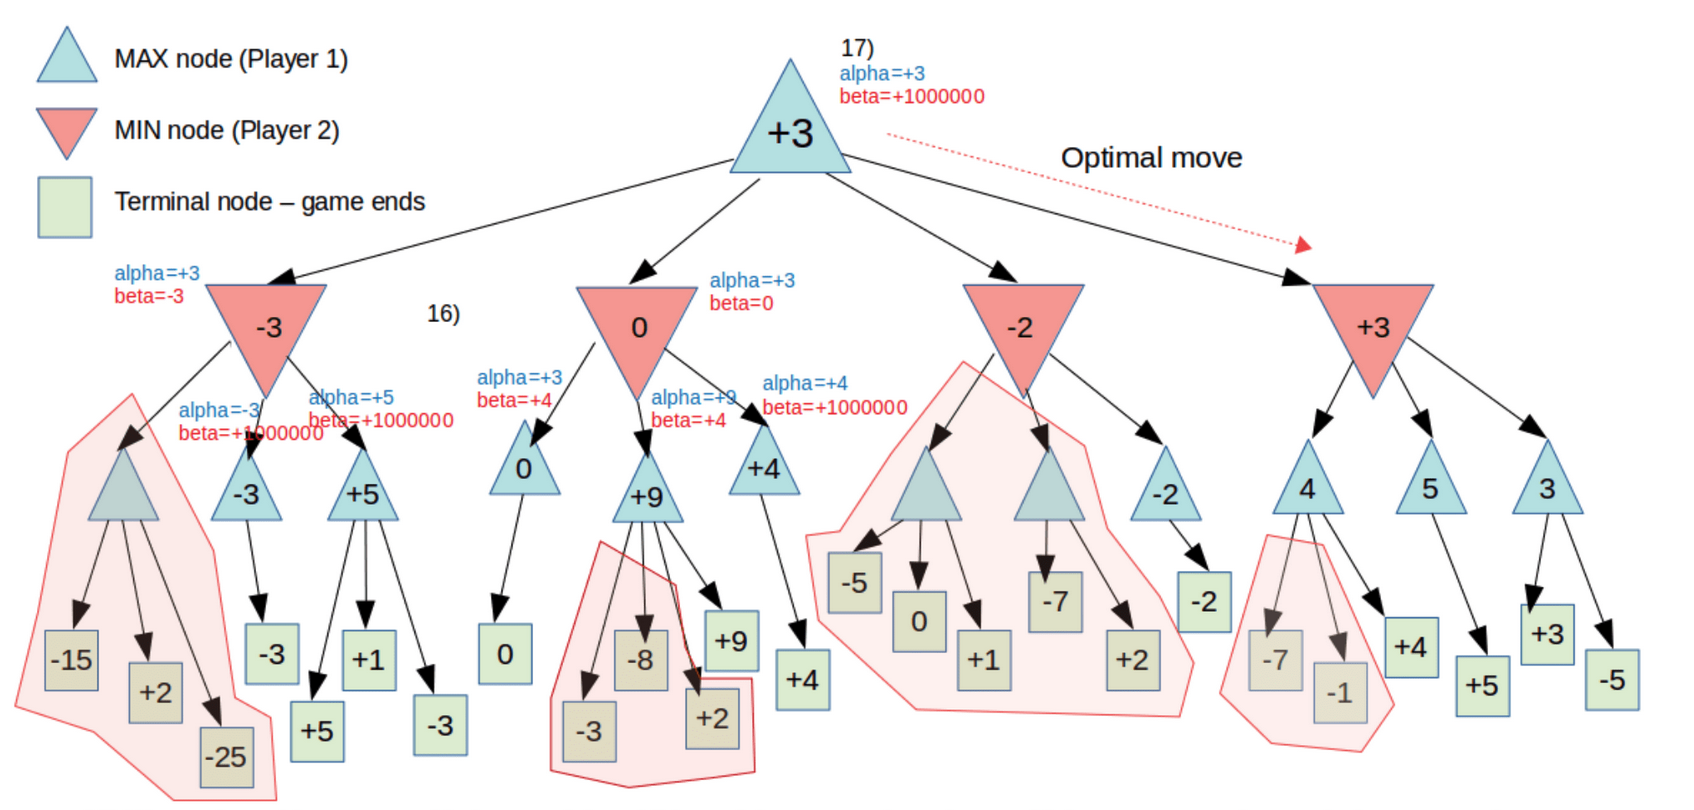 MAX node (Player 1)
MIN node (Player 2)
Terminal node – game ends
17)
alpha=+3
beta=+1000000
+3
Optimal move
alpha=+3
beta=-3
-3
16)
0
alpha=+3
beta=0
-2
+3
alpha=-3
beta=+1000000
alpha=+5
beta=+1000000
alpha=+3
beta=+4
alpha=+9
beta=+4
alpha=+4
beta=+1000000
-3
+5
0
+9
+4
-2
4
5
3
-15
+2
-25
-3
+5
+1
-3
0
-3
-8
+2
+9
+4
-5
0
+1
-7
+2
-2
-7
-1
+4
+5
+3
-5